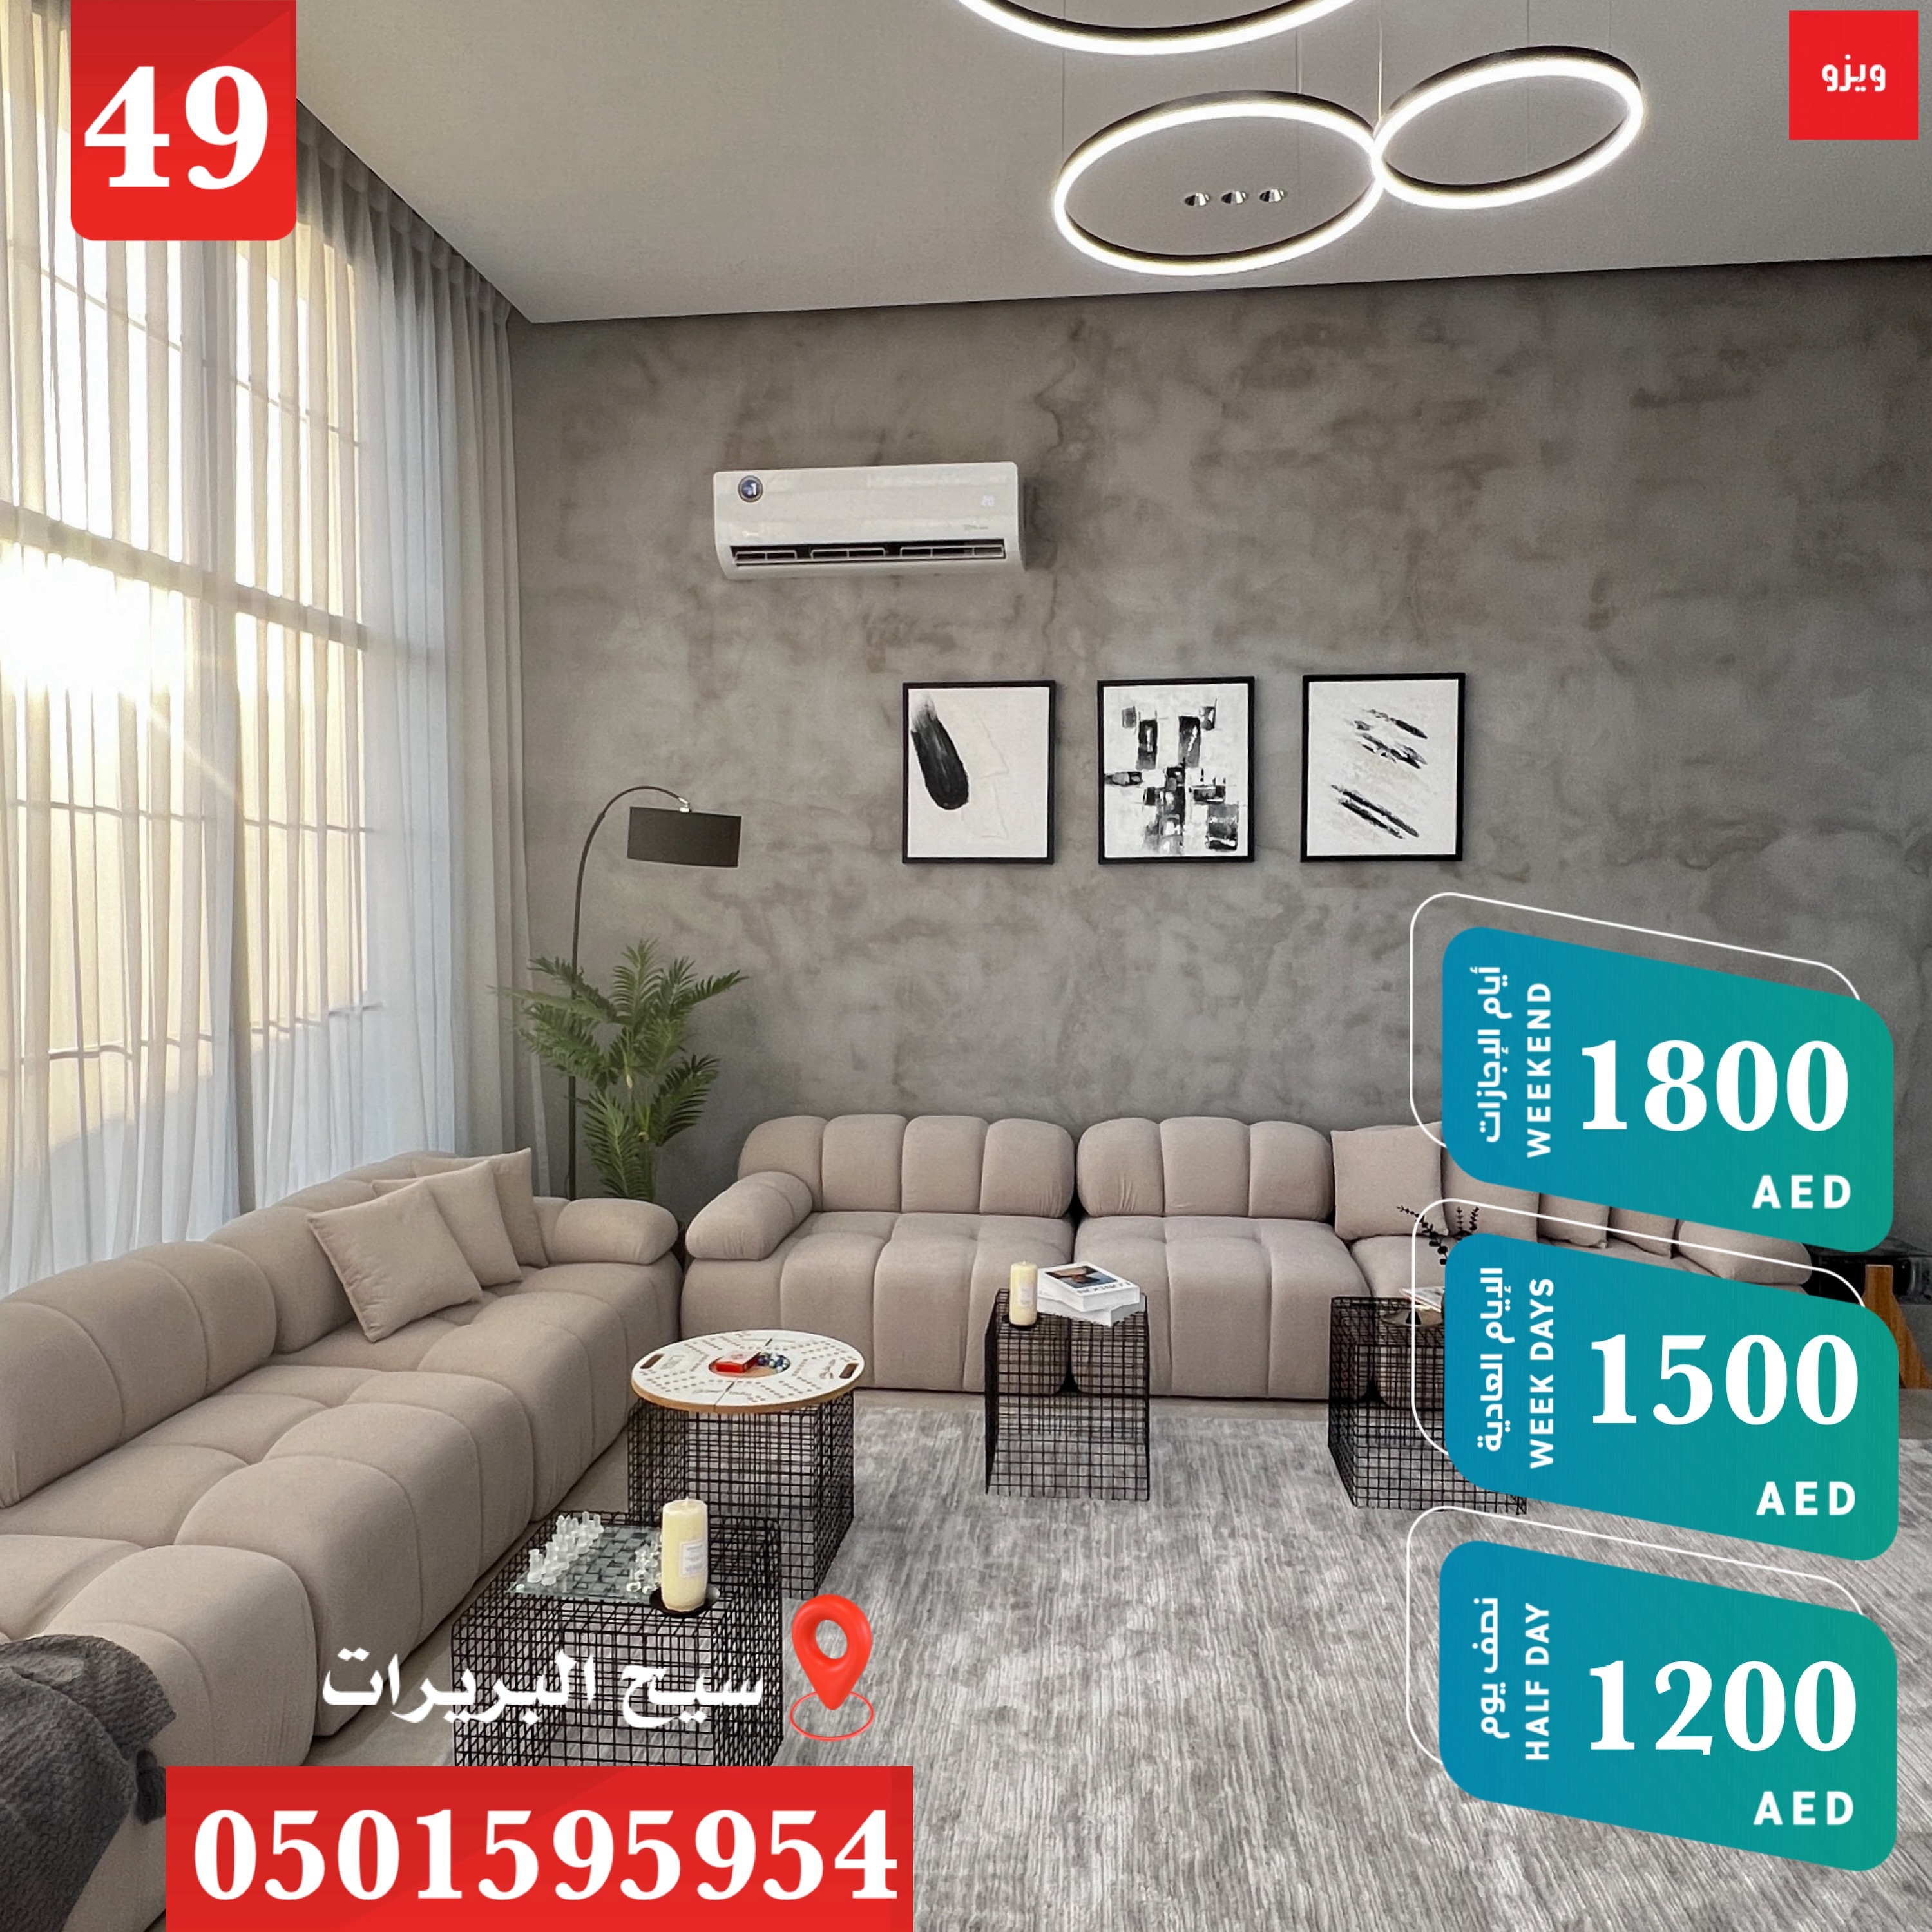 49
ويزو
أيام الإجازات
WEEKEND
1800
AED
الإيام العادية
WEEK DAYS
1500
AED
نصف يوم
HALF DAY
1200
AED
سيح البريرات
0501595954